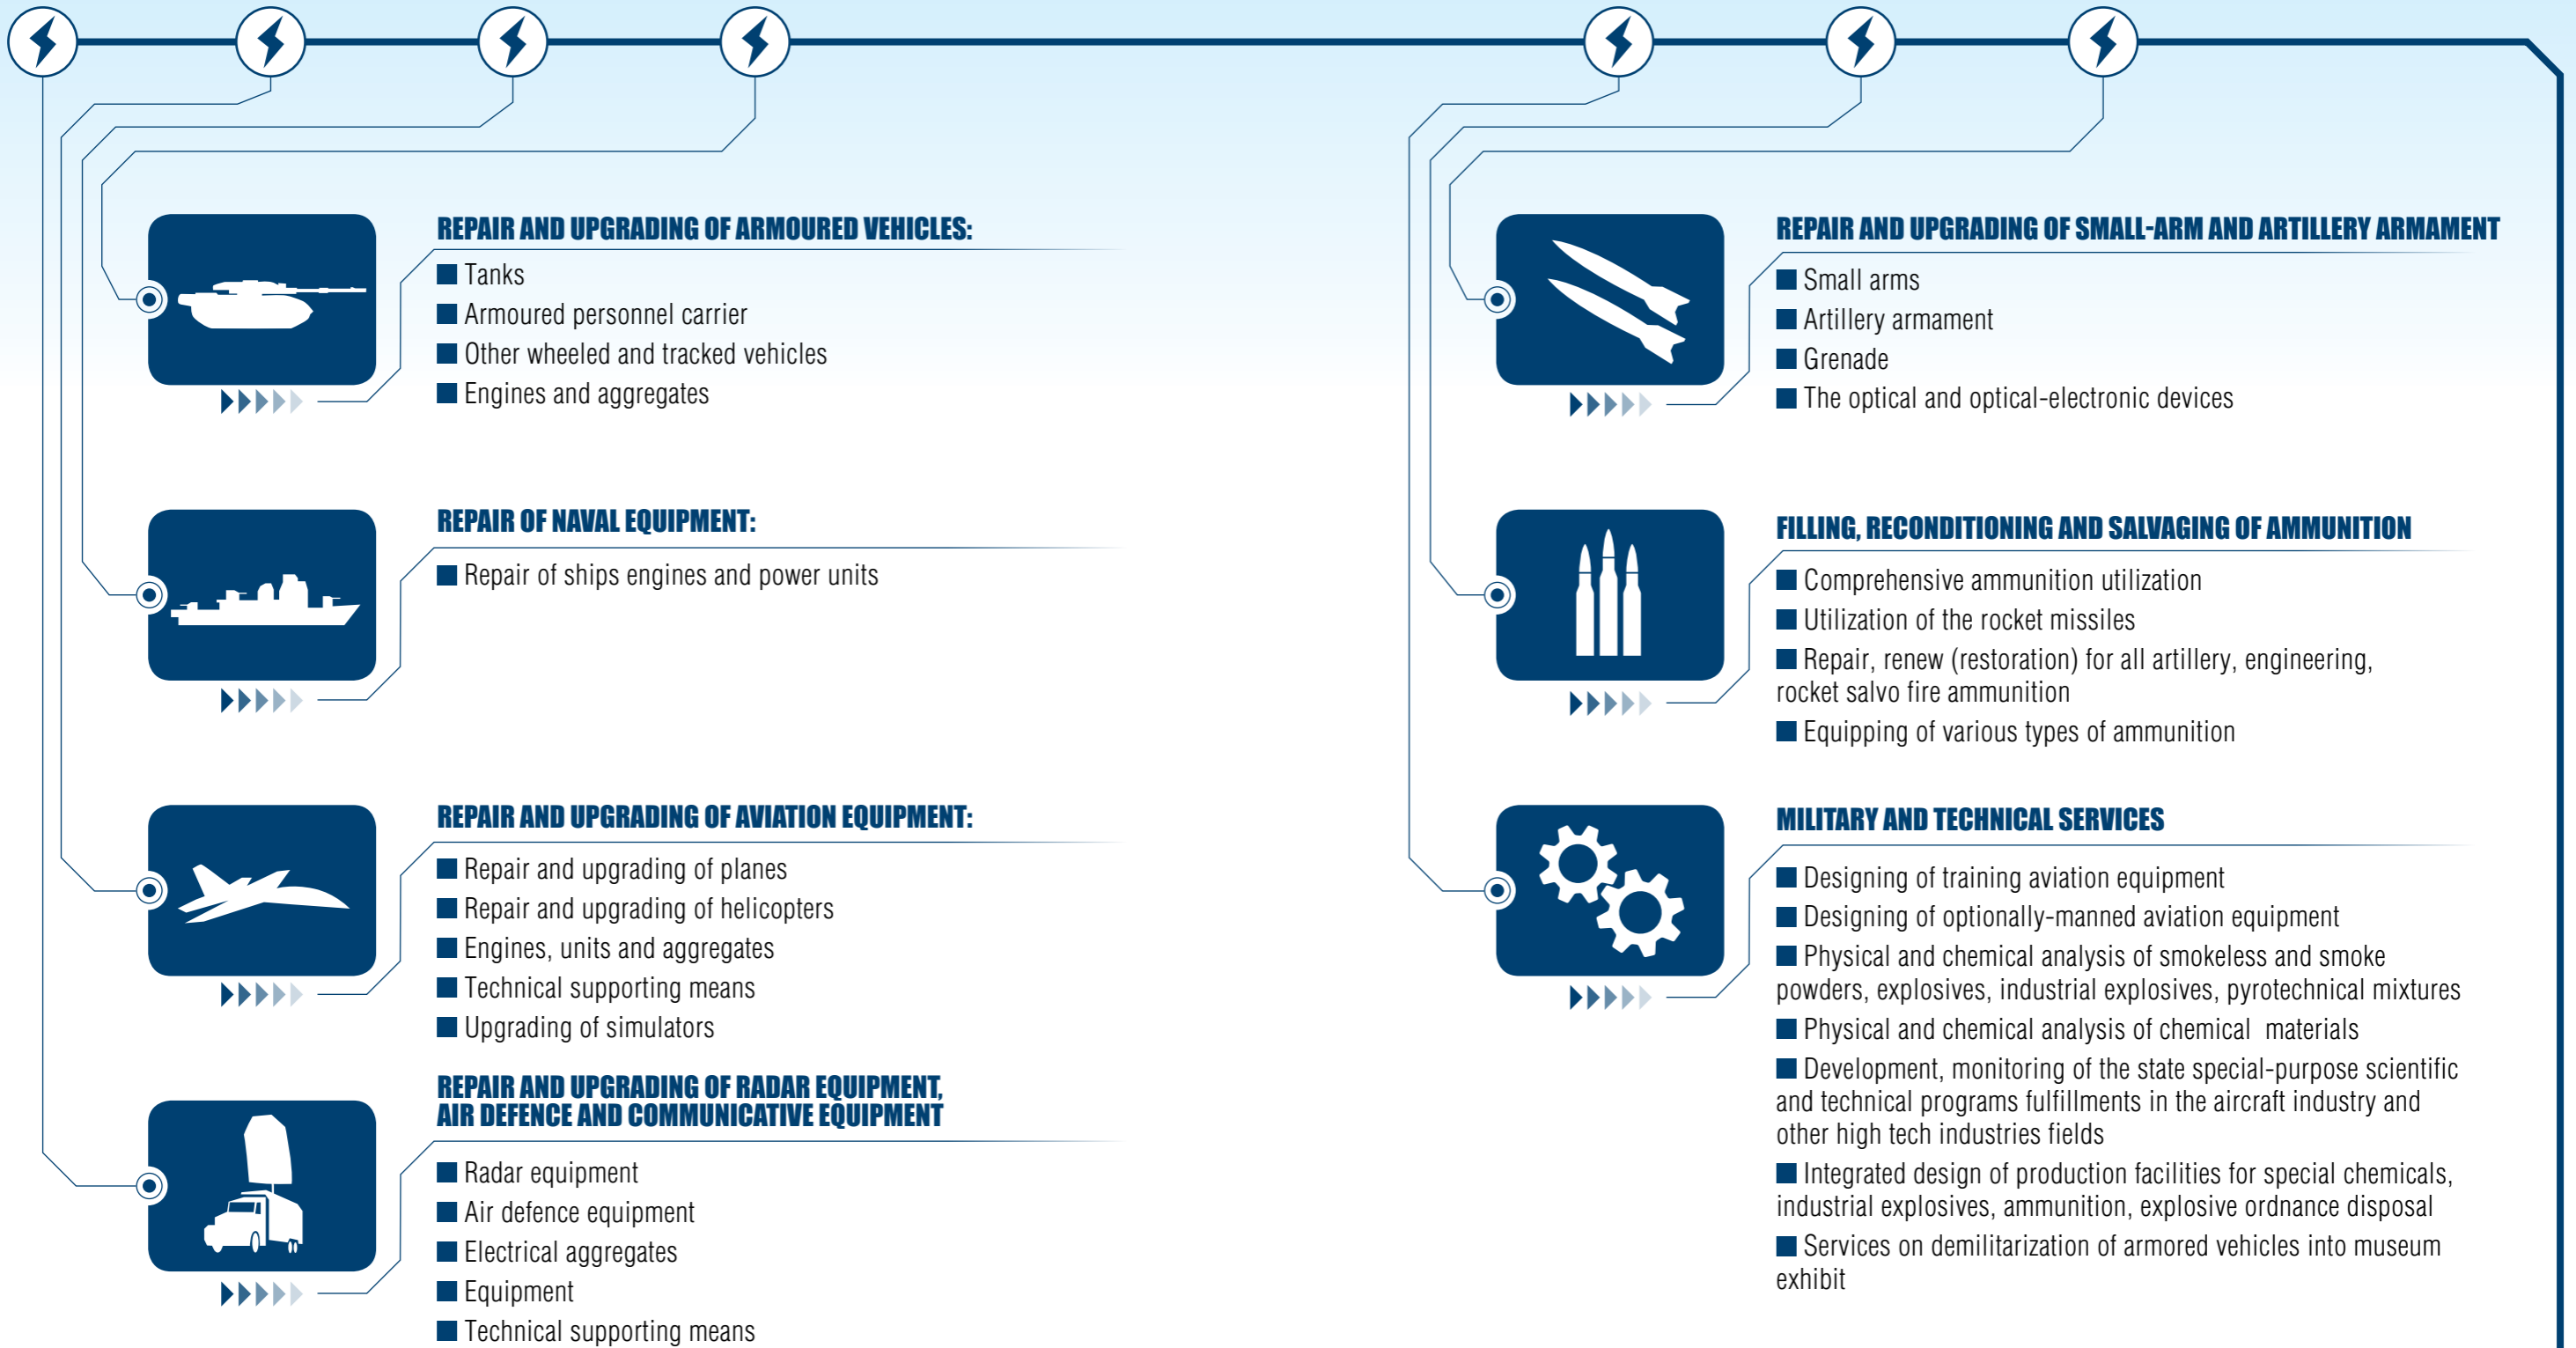 REPAIR AND UPGRADING OF ARMOURED VEHICLES:
Tanks
Armoured personnel carrier
Other wheeled and tracked vehicles
Engines and aggregates
REPAIR OF NAVAL EQUIPMENT:
Repair of ships engines and power units
REPAIR AND UPGRADING OF AVIATION EQUIPMENT:
Repair and upgrading of planes
Repair and upgrading of helicopters
Engines, units and aggregates
Technical supporting means
Upgrading of simulators
REPAIR AND UPGRADING OF RADAR EQUIPMENT,
AIR DEFENCE AND COMMUNICATIVE EQUIPMENT
Radar equipment
Air defence equipment
Electrical aggregates
Equipment
Technical supporting means
REPAIR AND UPGRADING OF SMALL-ARM AND ARTILLERY ARMAMENT
Small arms
Artillery armament
Grenade
The optical and optical-electronic devices
FILLING, RECONDITIONING AND SALVAGING OF AMMUNITION
Comprehensive ammunition utilization
Utilization of the rocket missiles
Repair, renew (restoration) for all artillery, engineering,
rocket salvo fire ammunition
Equipping of various types of ammunition
MILITARY AND TECHNICAL SERVICES
Designing of training aviation equipment
Designing of optionally-manned aviation equipment
Physical and chemical analysis of smokeless and smoke
powders, explosives, industrial explosives, pyrotechnical mixtures
Physical and chemical analysis of chemical materials
Development, monitoring of the state special-purpose scientific
and technical programs fulfillments in the aircraft industry and
other high tech industries fields
Integrated design of production facilities for special chemicals,
industrial explosives, ammunition, explosive ordnance disposal
Services on demilitarization of armored vehicles into museum
exhibit